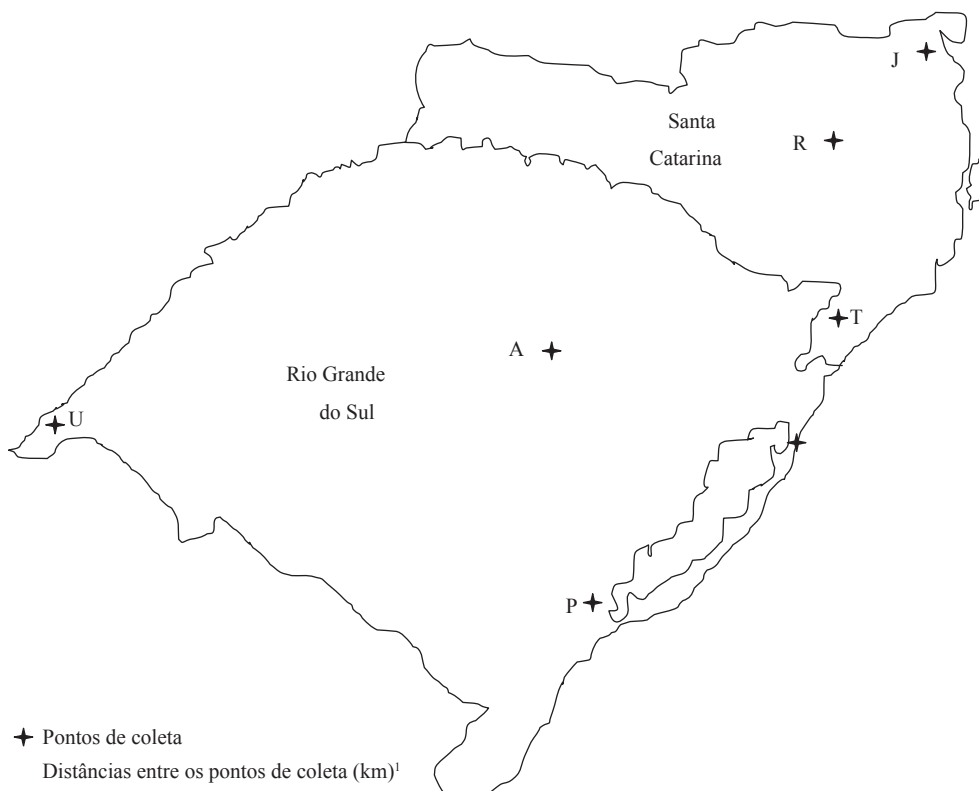 J
Santa
Catarina
R
T
A
Rio Grande
do Sul
U
P
Pontos de coleta
Distâncias entre os pontos de coleta (km)¹